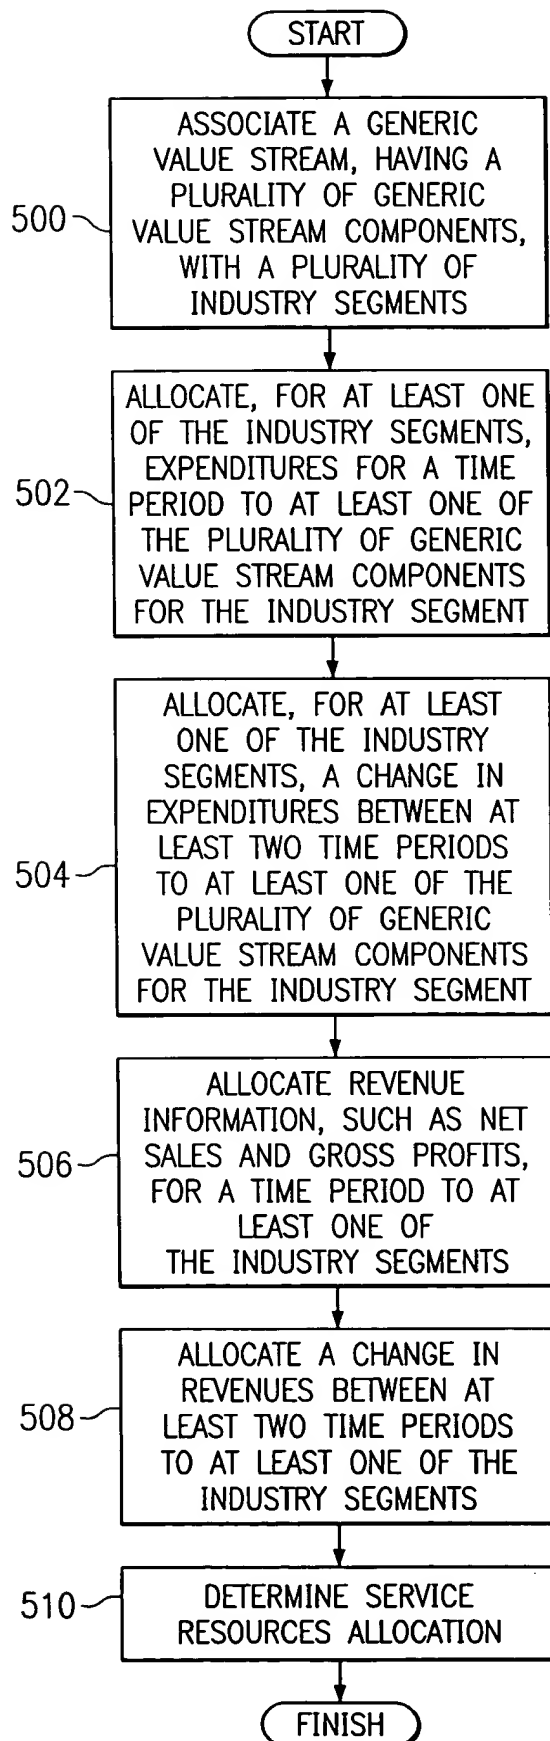 START
500
ASSOCIATE A GENERIC
VALUE STREAM, HAVING A
PLURALITY OF GENERIC
VALUE STREAM COMPONENTS,
WITH A PLURALITY OF
INDUSTRY SEGMENTS
502
ALLOCATE, FOR AT LEAST ONE
OF THE INDUSTRY SEGMENTS,
EXPENDITURES FOR A TIME
PERIOD TO AT LEAST ONE OF
THE PLURALITY OF GENERIC
VALUE STREAM COMPONENTS
FOR THE INDUSTRY SEGMENT
504
ALLOCATE, FOR AT LEAST
ONE OF THE INDUSTRY
SEGMENTS, A CHANGE IN
EXPENDITURES BETWEEN AT
LEAST TWO TIME PERIODS
TO AT LEAST ONE OF THE
PLURALITY OF GENERIC
VALUE STREAM COMPONENTS
FOR THE INDUSTRY SEGMENT
506
ALLOCATE REVENUE
INFORMATION, SUCH AS NET
SALES AND GROSS PROFITS,
FOR A TIME PERIOD TO AT
LEAST ONE OF
THE INDUSTRY SEGMENTS
508
ALLOCATE A CHANGE IN
REVENUES BETWEEN AT
LEAST TWO TIME PERIODS
TO AT LEAST ONE OF THE
INDUSTRY SEGMENTS
510
DETERMINE SERVICE
RESOURCES ALLOCATION
FINISH